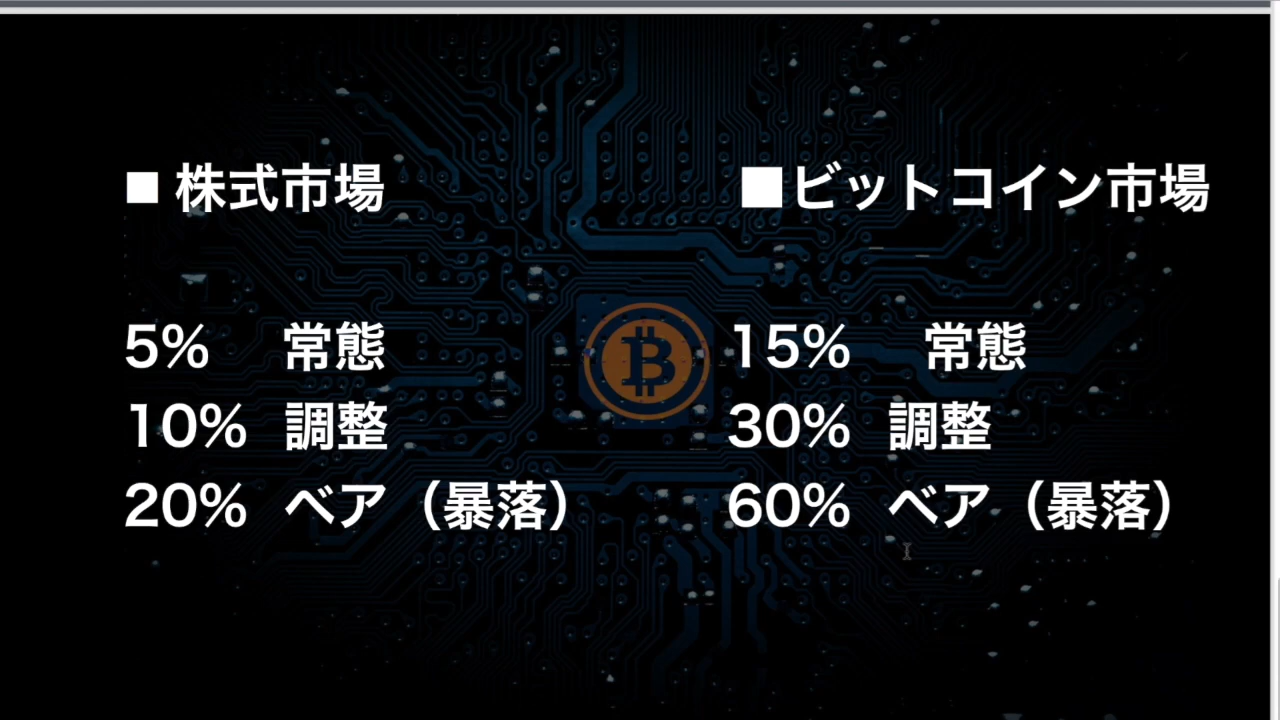 ■ 株式市場
■ビットコイン市場
5% 常態
10% 調整
20% ベア（暴落）
15% 常態
30% 調整
60% ベア（暴落）